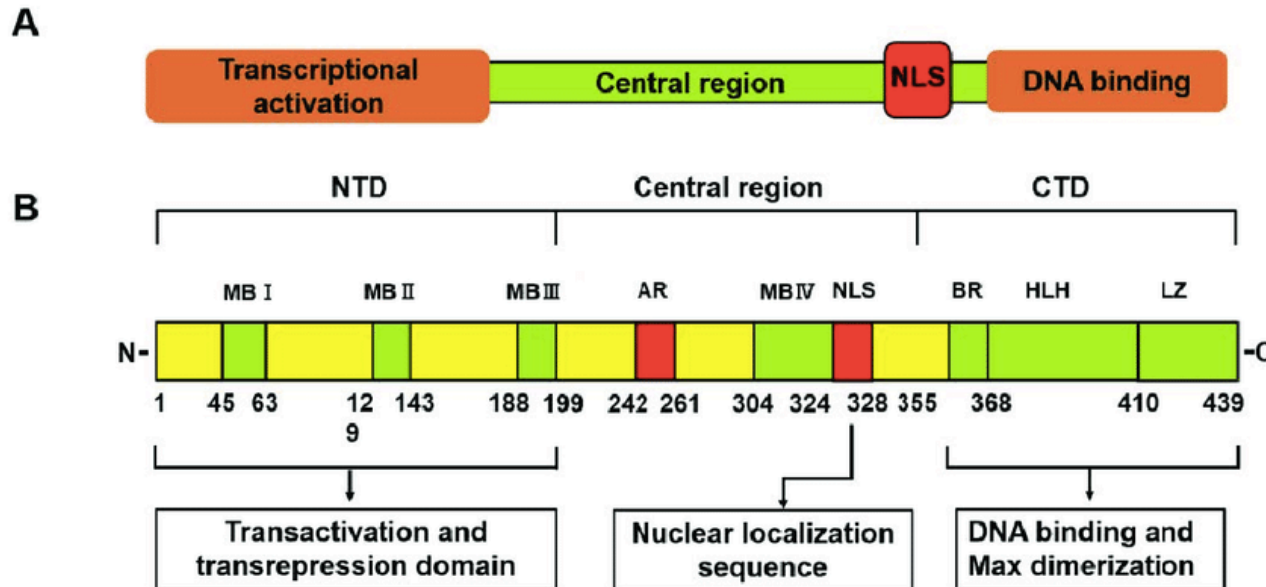 A
Transcriptional
activation
Central region
NLS
DNA binding
B
NTD
Central region
CTD
MB Ⅰ
MB Ⅱ
MB Ⅲ
AR
MB Ⅳ
NLS
BR
HLH
LZ
N-
-C
1 45 63 12 143 188 199 242 261 304 324 328 355 368 410 439
9
Transactivation and
transrepression domain
Nuclear localization
sequence
DNA binding and
Max dimerization